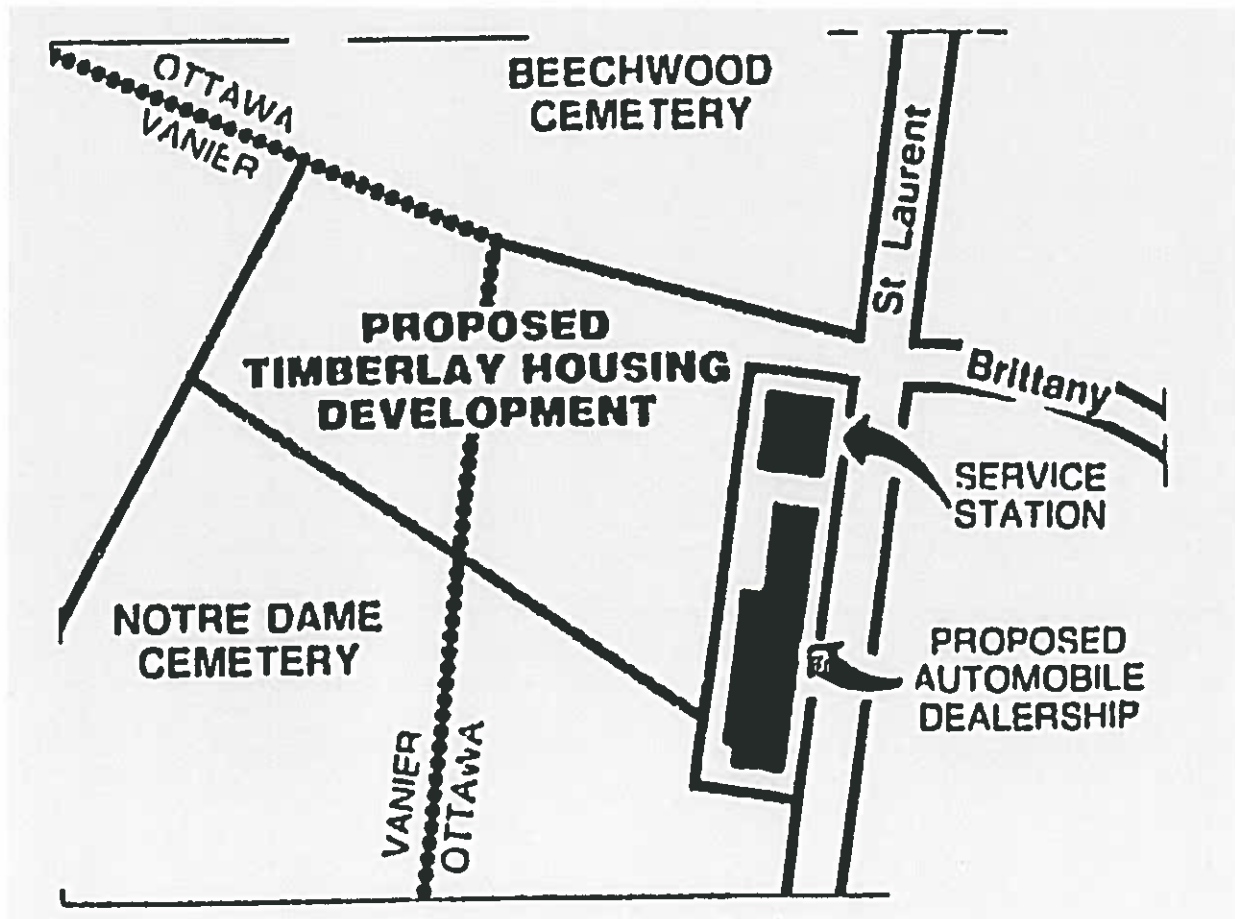 OTTAWA
VANIER
BEECHWOOD
CEMETERY
St Laurent
PROPOSED
TIMBERLAY HOUSING
DEVELOPMENT
Brittany
SERVICE
STATION
NOTRE DAME
CEMETERY
PROPOSED
AUTOMOBILE
DEALERSHIP
VANIER
OTTAWA